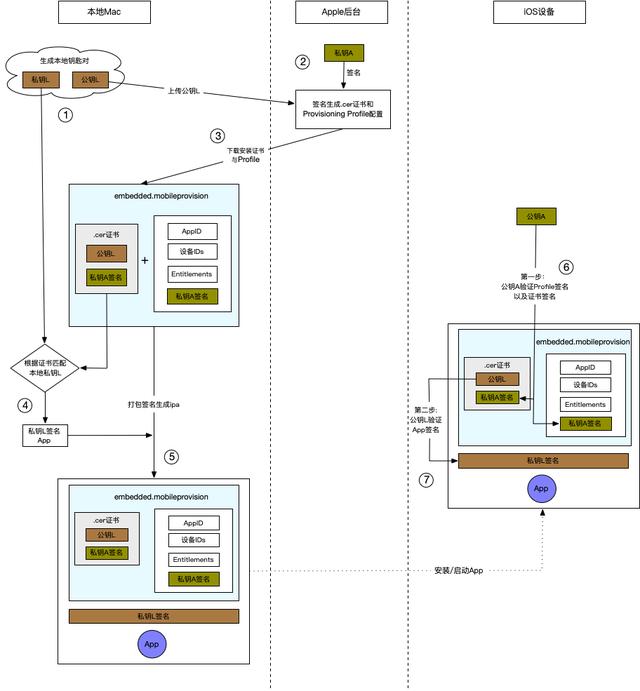 本地Mac
Apple后台
iOS设备
生成本地钥匙对
私钥L
公钥L
①
上传公钥L
②
私钥A
签名
签名生成.cer证书和
Provisioning Profile配置
③
下载安装证书
与Profile
embedded.mobileprovision
.cer证书
公钥L
私钥A签名
+
AppID
设备IDs
Entitlements
私钥A签名
根据证书匹配
本地私钥L
④
私钥L签名
App
打包签名生成ipa
⑤
embedded.mobileprovision
.cer证书
公钥L
私钥A签名
AppID
设备IDs
Entitlements
私钥A签名
私钥L签名
App
安装/启动App
公钥A
⑥
第一步:
公钥A验证Profile签名
以及证书签名
embedded.mobileprovision
.cer证书
公钥L
私钥A签名
AppID
设备IDs
Entitlements
私钥A签名
第二步:
公钥L验证
App签名
⑦
私钥L签名
App